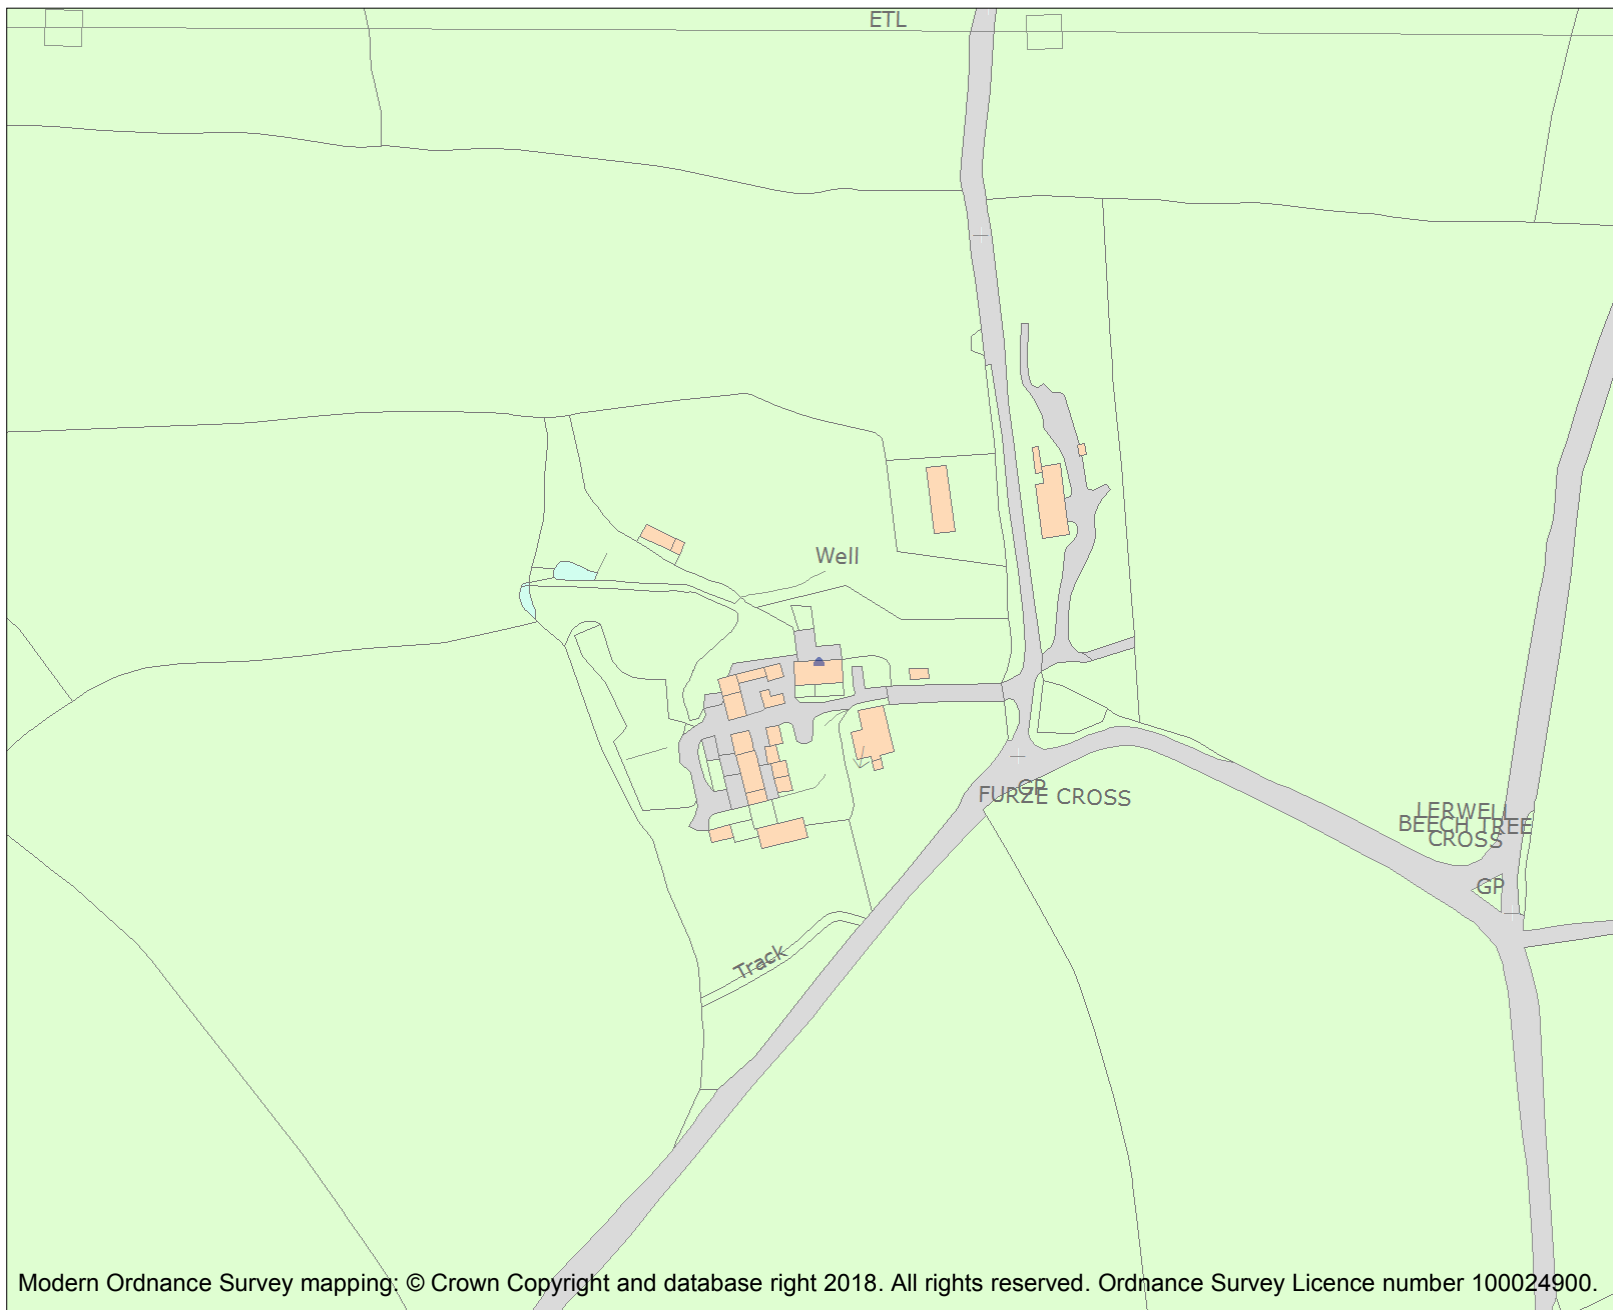 ETL
Well
GP
FURZE CROSS
LERWELL
BEECH TREE
CROSS
GP
Track
Modern Ordnance Survey mapping: © Crown Copyright and database right 2018. All rights reserved. Ordnance Survey Licence number 100024900.